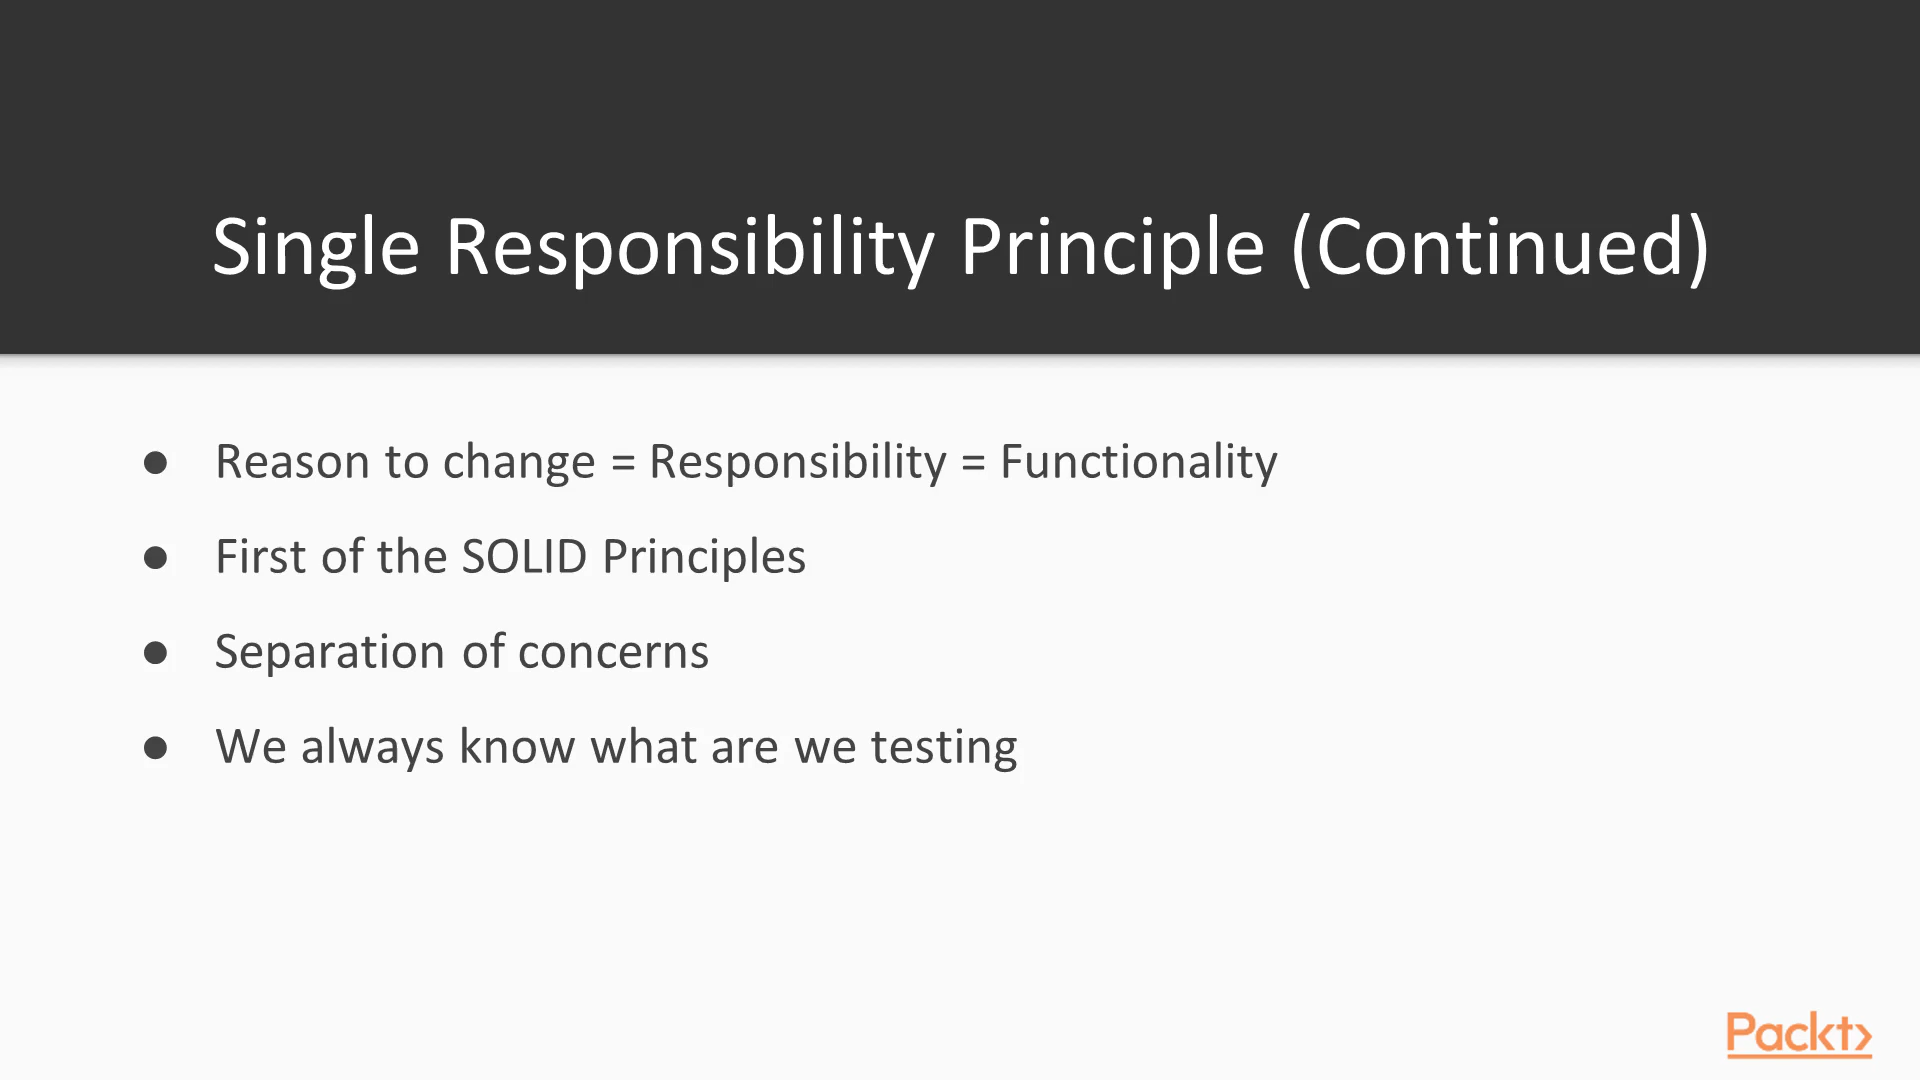 Single Responsibility Principle (Continued)
● Reason to change = Responsibility = Functionality
● First of the SOLID Principles
● Separation of concerns
● We always know what are we testing
Packt>